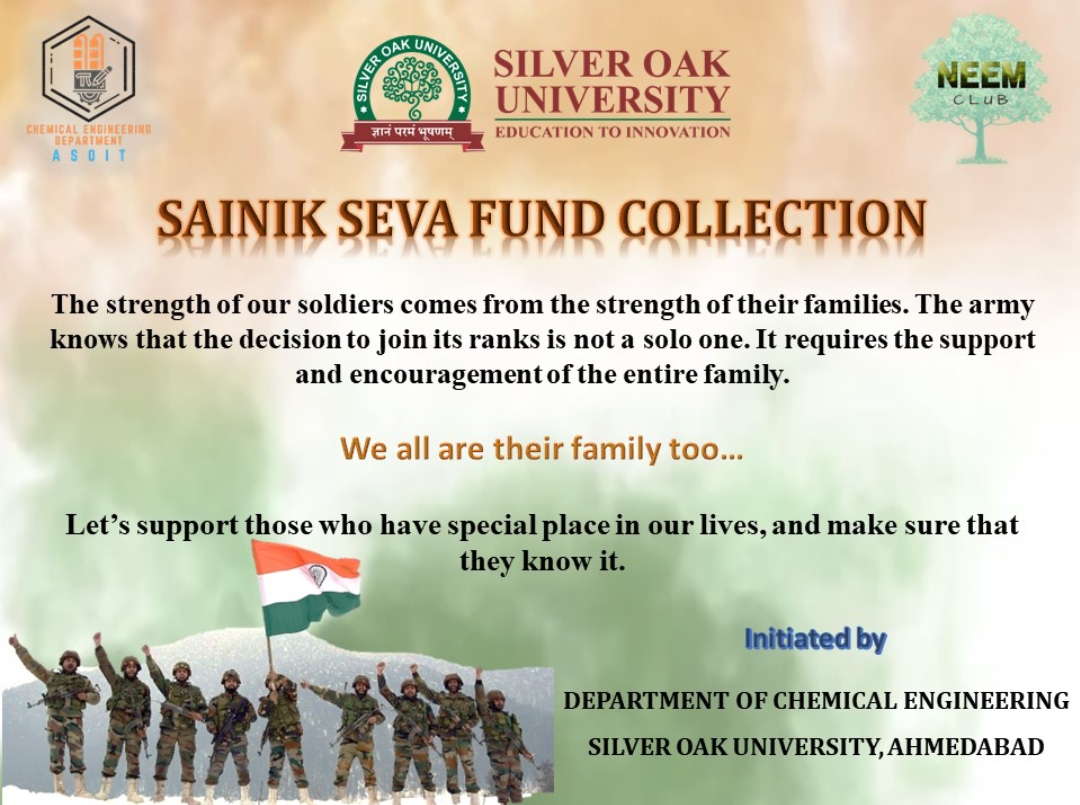 CHEMICAL ENGINEERING
DEPARTMENT
ASOIT
SILVER OAK UNIVERSITY
ज्ञानं परमं भूषणम्
SILVER OAK
UNIVERSITY
EDUCATION TO INNOVATION
NEEM
CLUB
SAINIK SEVA FUND COLLECTION
The strength of our soldiers comes from the strength of their families. The army
knows that the decision to join its ranks is not a solo one. It requires the support
and encouragement of the entire family.
We all are their family too...
Let's support those who have special place in our lives, and make sure that
they know it.
Initiated by
DEPARTMENT OF CHEMICAL ENGINEERING
SILVER OAK UNIVERSITY, AHMEDABAD